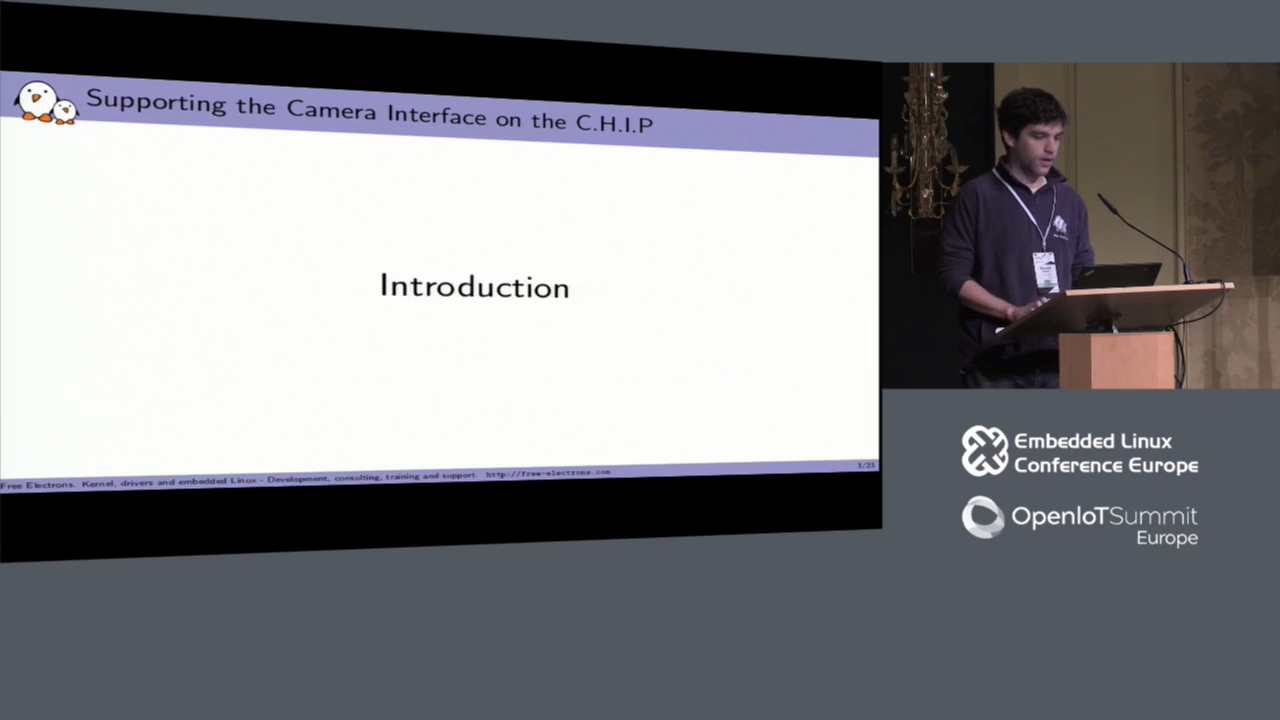 Supporting the Camera Interface on the C.H.I.P
Introduction
Free Electrons. Kernel, drivers and embedded Linux - Development, consulting, training and support. http://free-electrons.com
3/23
Embedded Linux
Conference Europe
OpenIoTSummit
Europe